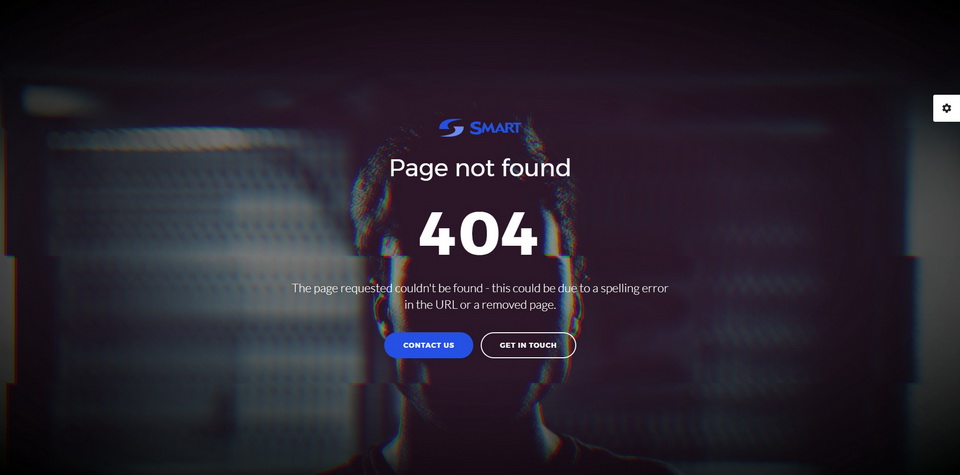 SMART
Page not found
404
The page requested couldn't be found - this could be due to a spelling error
in the URL or a removed page.
CONTACT US
GET IN TOUCH